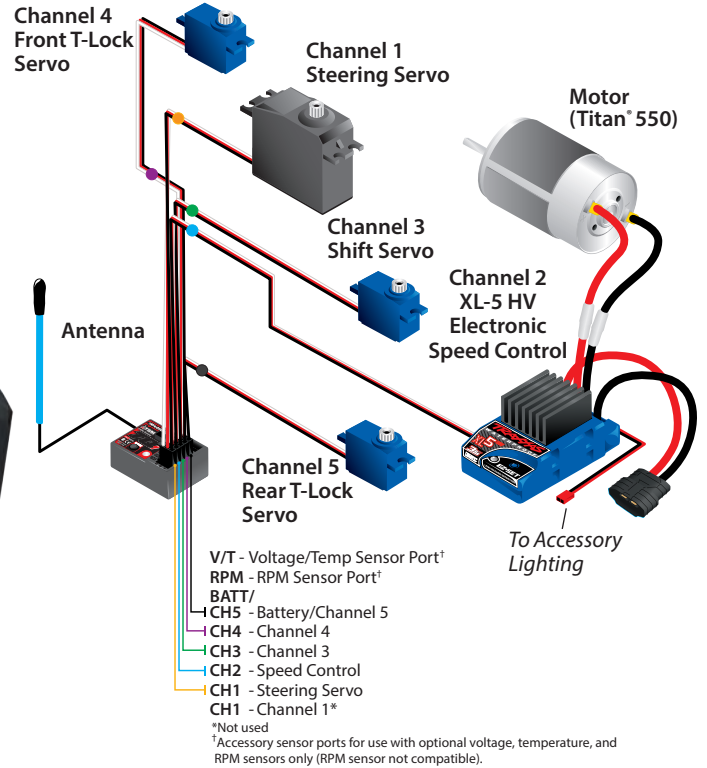 Channel 4
Front T-Lock
Servo
Channel 1
Steering Servo
Motor
(Titan® 550)
Channel 3
Shift Servo
Channel 2
XL-5 HV
Electronic
Speed Control
Antenna
TRAXXAS
XL5
EZ-SET
Channel 5
Rear T-Lock
Servo
To Accessory
Lighting
V/T - Voltage/Temp Sensor Port†
RPM - RPM Sensor Port†
BATT/
CH5 - Battery/Channel 5
CH4 - Channel 4
CH3 - Channel 3
CH2 - Speed Control
CH1 - Steering Servo
CH1 - Channel 1*
*Not used
†Accessory sensor ports for use with optional voltage, temperature, and
RPM sensors only (RPM sensor not compatible).